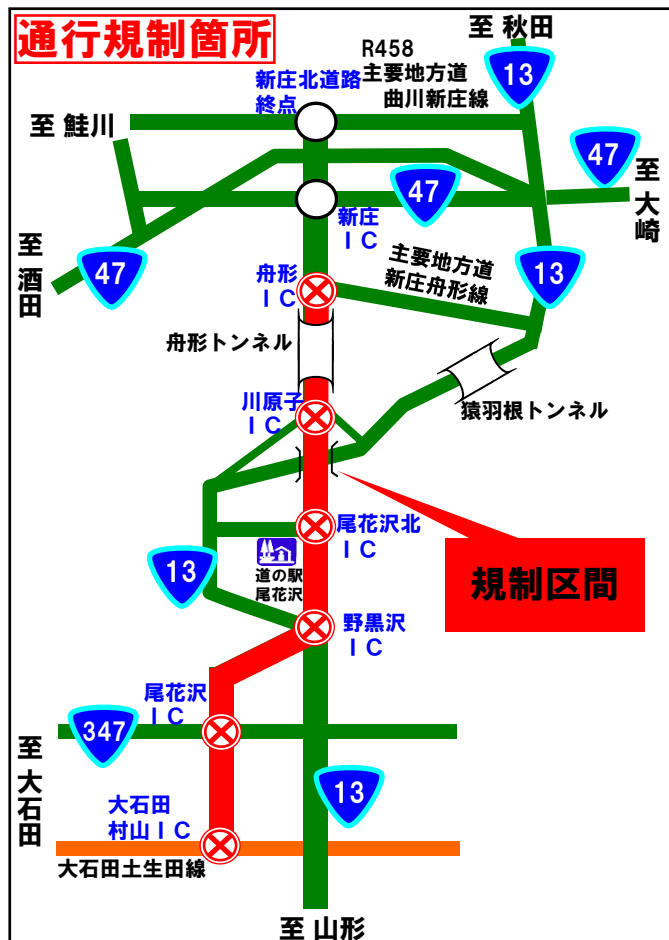 通行規制箇所
至 秋田
R458
主要地方道
曲川新庄線
13
新庄北道路
終点
至 鮭川
47
至 大崎
47
新庄
IC
至 酒田
47
主要地方道
新庄舟形線
13
舟形
IC
舟形トンネル
猿羽根トンネル
川原子
IC
尾花沢北
IC
道の駅
尾花沢
13
規制区間
野黒沢
IC
尾花沢
IC
347
至 大石田
13
大石田
村山IC
大石田土生田線
至 山形